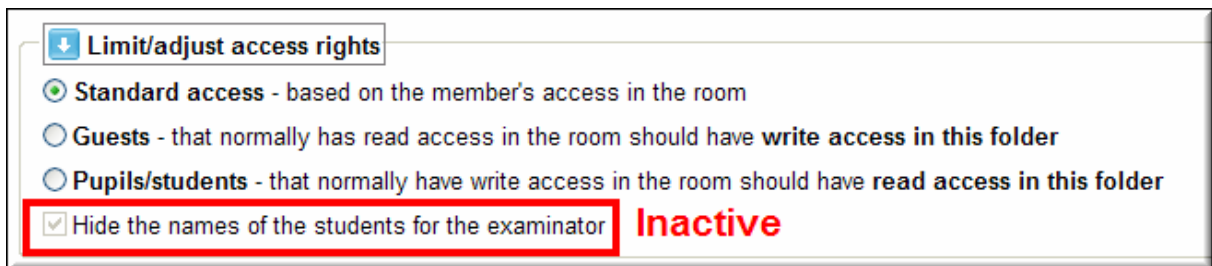 Limit/adjust access rights
Standard access - based on the member's access in the room
Guests - that normally has read access in the room should have write access in this folder
Pupils/students - that normally have write access in the room should have read access in this folder
Hide the names of the students for the examinator Inactive